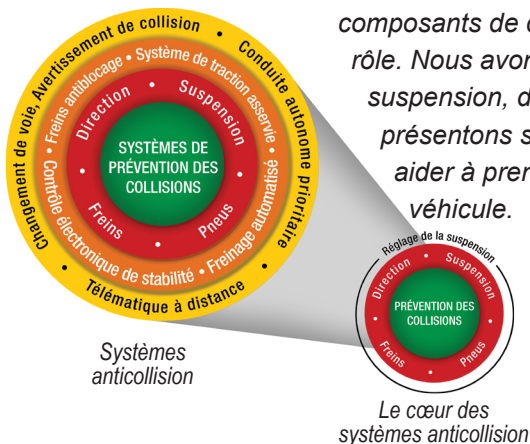 composants de
rôle. Nous
suspension,
présentons
aider à
véhicule.
Changement de voie, Avertissement de collision • Conduite autonome prioritaire • Télématique à distance •
Freins antiblocage • Système de traction asservie • Freinage automatisé • Contrôle électronique de stabilité •
Direction • Suspension • Pneus • Freins •
SYSTÈMES DE
PRÉVENTION DES
COLLISIONS
Systèmes
anticollision
Réglage de la suspension
Direction • Suspension • Pneus • Freins •
PRÉVENTION DES
COLLISIONS
Le cœur des
systèmes anticollision